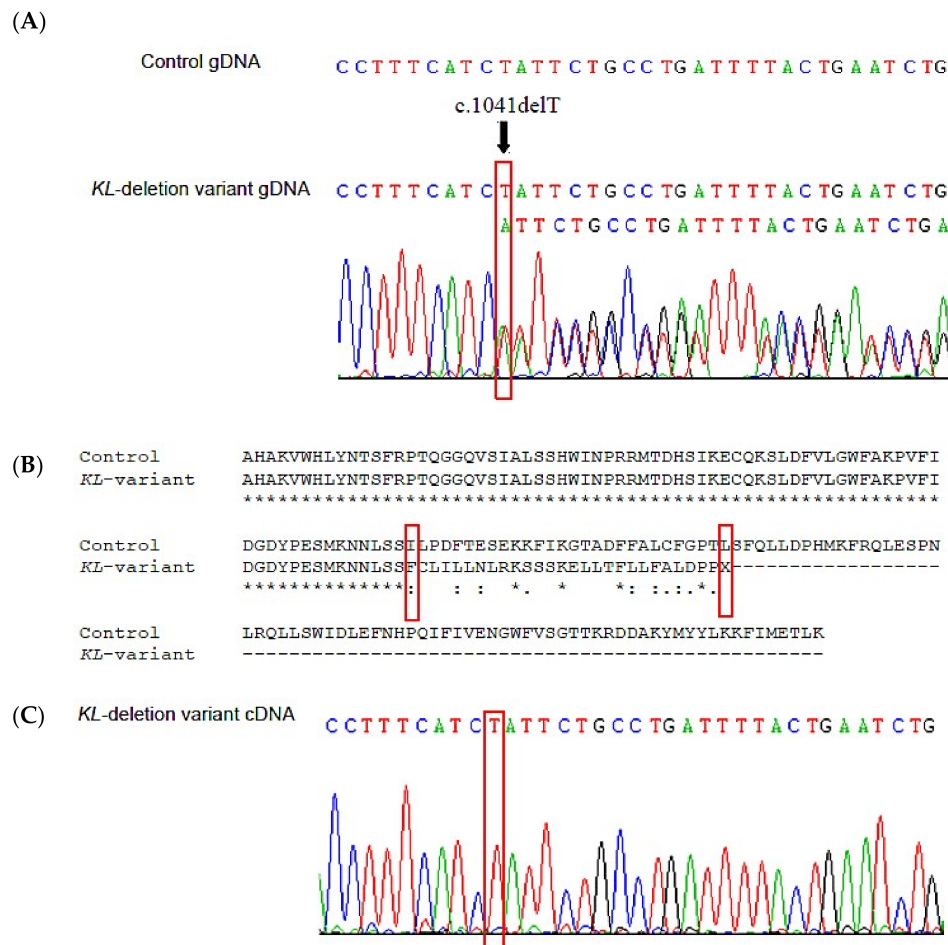 (A)
Control gDNA CCTTTCATCTATTCTGCCTGATTTTACTGAATCTG
c.1041delT
KL-deletion variant gDNA CCTTTCATCTATTCTGCCTGATTTTACTGAATCTG
ATTCTGCCTGATTTTACTGAATCTGA
(B)
Control AHAKVWHLYNTSFRPTQGGQVSIALSSHWINPRRMTDHSIKECQKSLDFVLGWFAKPVFI
KL-variant AHAKVWHLYNTSFRPTQGGQVSIALSSHWINPRRMTDHSIKECQKSLDFVLGWFAKPVFI
************************************************************
Control DGDYPESMKNNLSSILPDFTESEKKFIKGTADFFALCFGPTLSFQLLDPHMKFRQLESPN
KL-variant DGDYPESMKNNLSSFCLILLNLRKSSSKELLTFLLFALDPPX------------------
**************:   : :  *.  *    *: :.:.*.
Control LRQLLSWIDLEFNHPQIFIVENGWFVSGTTKRDDAKYMYYLKKFIMETLK
KL-variant --------------------------------------------------
(C)
KL-deletion variant cDNA CCTTTCATCTATTCTGCCTGATTTTACTGAATCTG